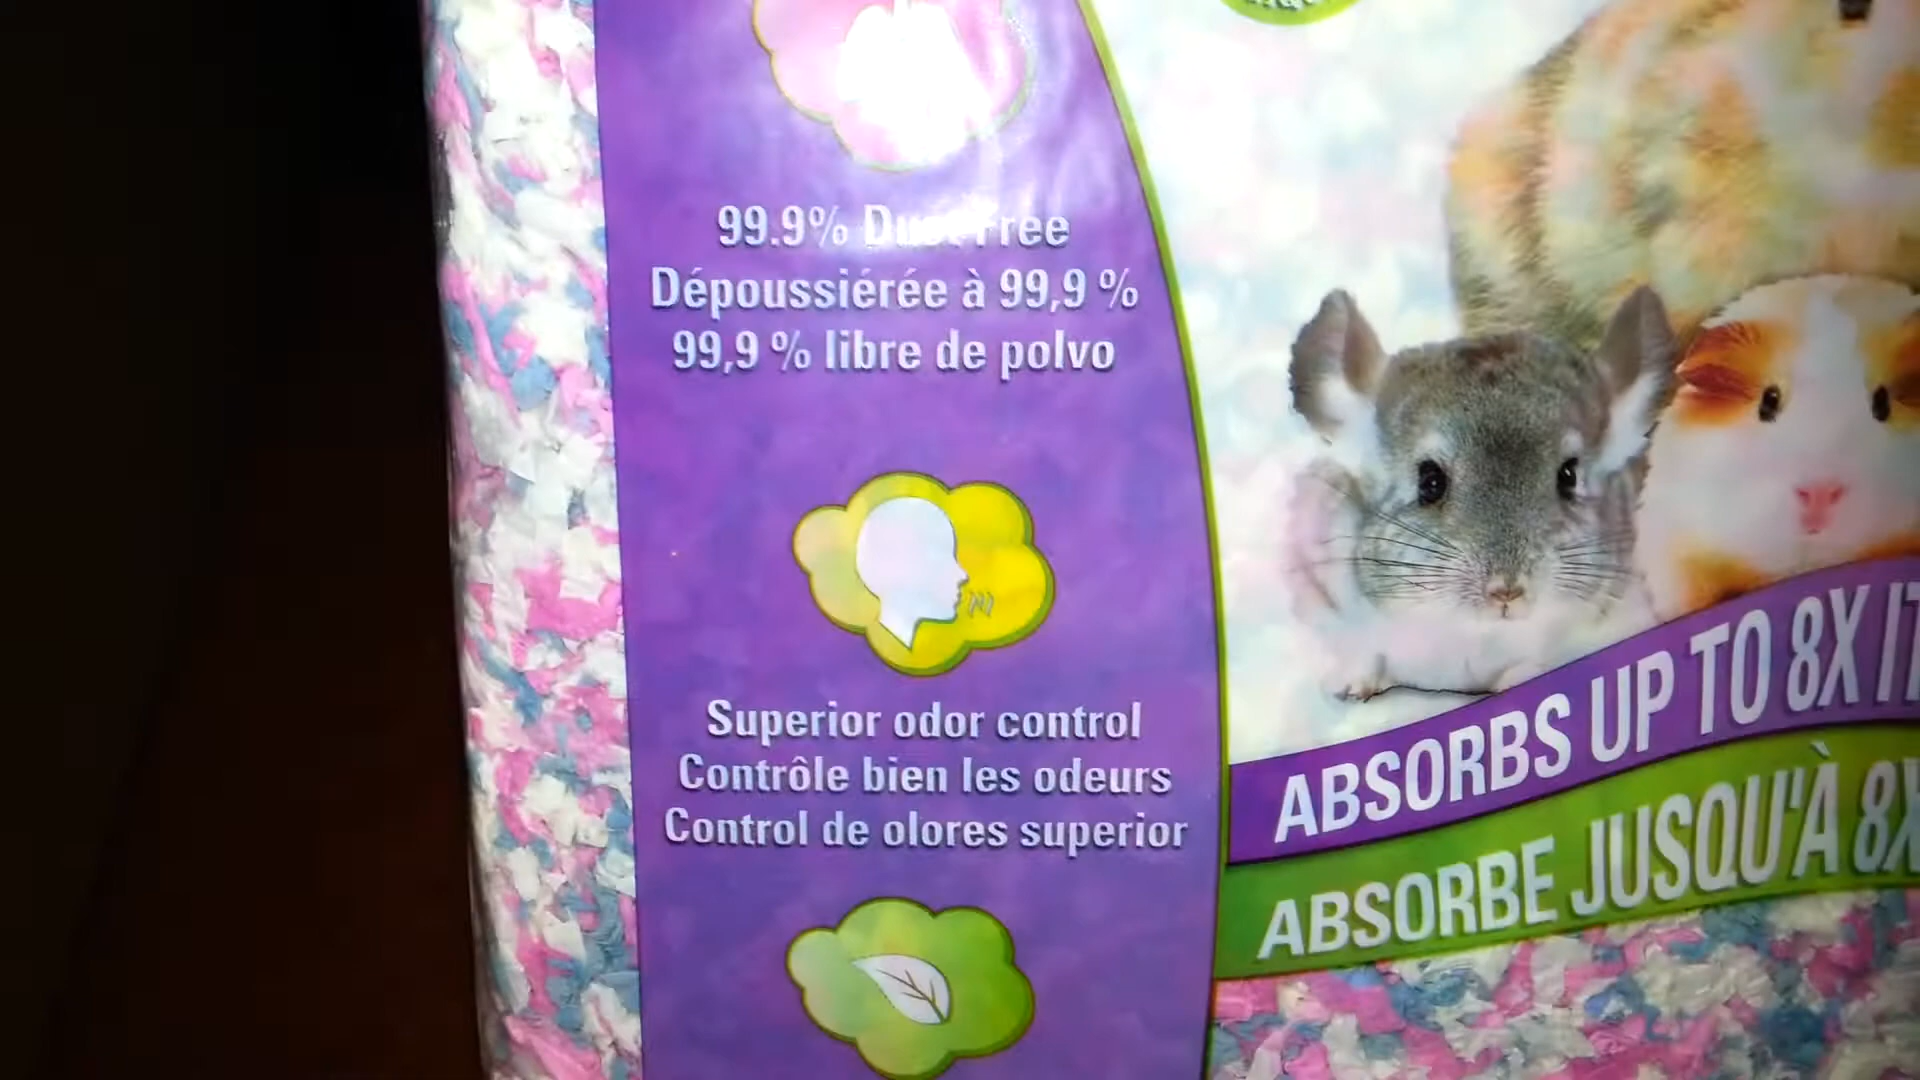 99.9% Dust Free
Dépoussiérée à 99,9 %
99,9 % libre de polvo
Superior odor control
Contrôle bien les odeurs
Control de olores superior
ABSORBS UP TO 8X
ABSORBE JUSQU'À 8X